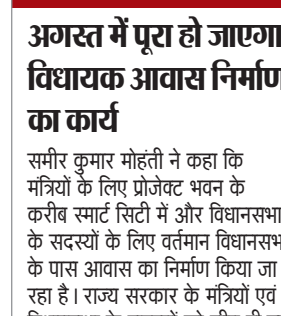 अगस्त में पूरा हो जाएगा
विधायक आवास निर्माण
का कार्य
समीर कुमार मोहंती ने कहा कि
मंत्रियों के लिए प्रोजेक्ट भवन के
करीब स्मार्ट सिटी में और विधानसभा
के सदस्यों के लिए वर्तमान विधानसभ
के पास आवास का निर्माण किया जा
रहा है। राज्य सरकार के मंत्रियों एवं